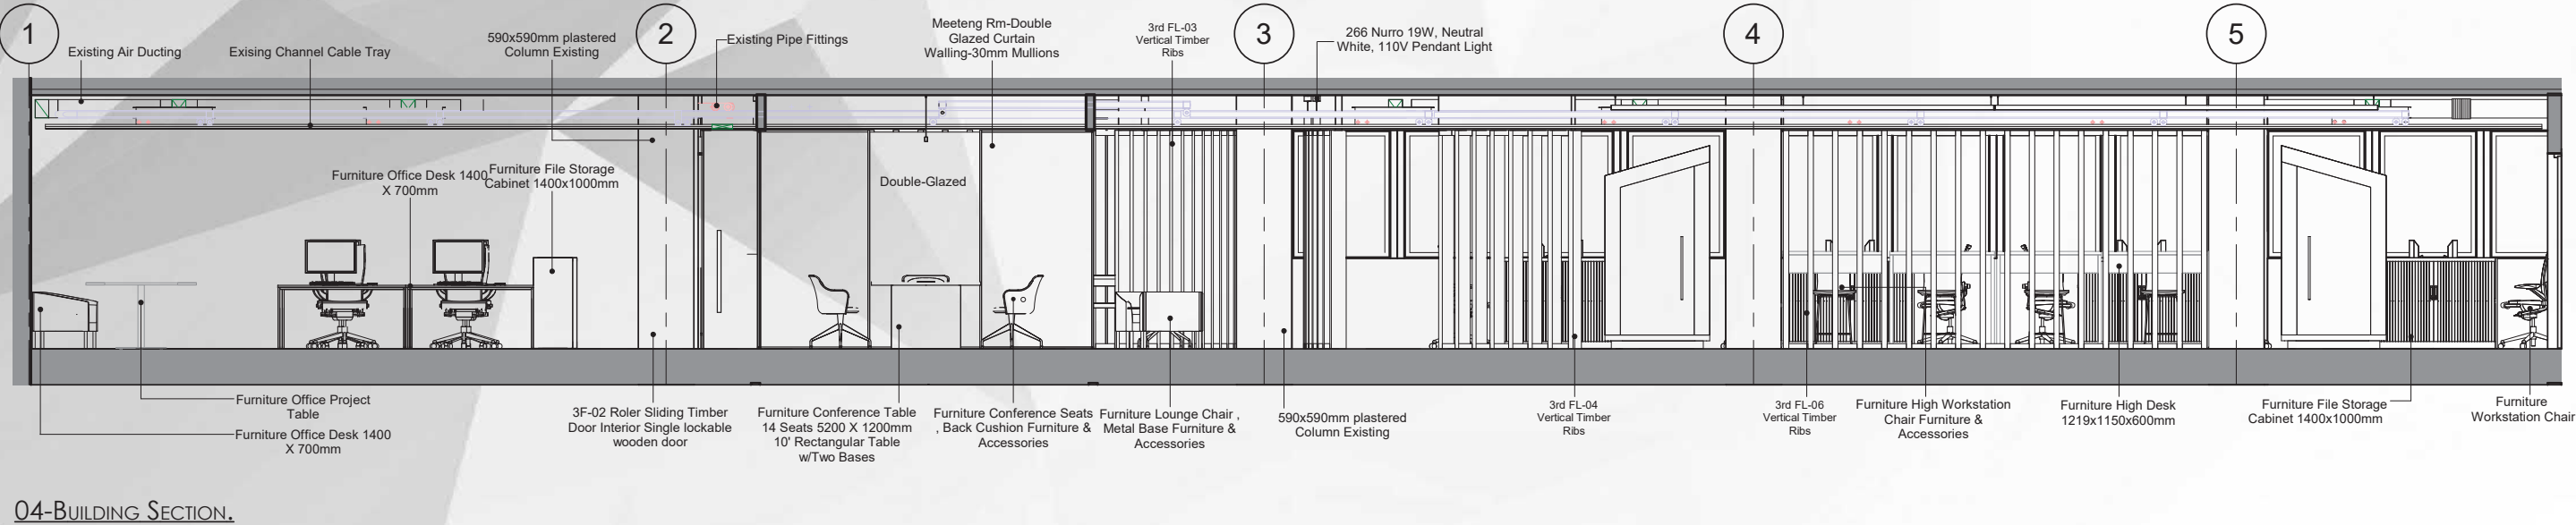 1
2
3
4
5
Existing Air Ducting
Exising Channel Cable Tray
590x590mm plastered
Column Existing
Existing Pipe Fittings
Meeteng Rm-Double
Glazed Curtain
Walling-30mm Mullions
3rd FL-03
Vertical Timber
Ribs
266 Nurro 19W, Neutral
White, 110V Pendant Light
Furniture Office Desk 1400
X 700mm
Furniture File Storage
Cabinet 1400x1000mm
Double-Glazed
Furniture Office Project
Table
Furniture Office Desk 1400
X 700mm
3F-02 Roler Sliding Timber
Door Interior Single lockable
wooden door
Furniture Conference Table
14 Seats 5200 X 1200mm
10' Rectangular Table
w/Two Bases
Furniture Conference Seats
, Back Cushion Furniture &
Accessories
Furniture Lounge Chair ,
Metal Base Furniture &
Accessories
590x590mm plastered
Column Existing
3rd FL-04
Vertical Timber
Ribs
3rd FL-06
Vertical Timber
Ribs
Furniture High Workstation
Chair Furniture &
Accessories
Furniture High Desk
1219x1150x600mm
Furniture File Storage
Cabinet 1400x1000mm
Furniture
Workstation Chair
04-Building Section.